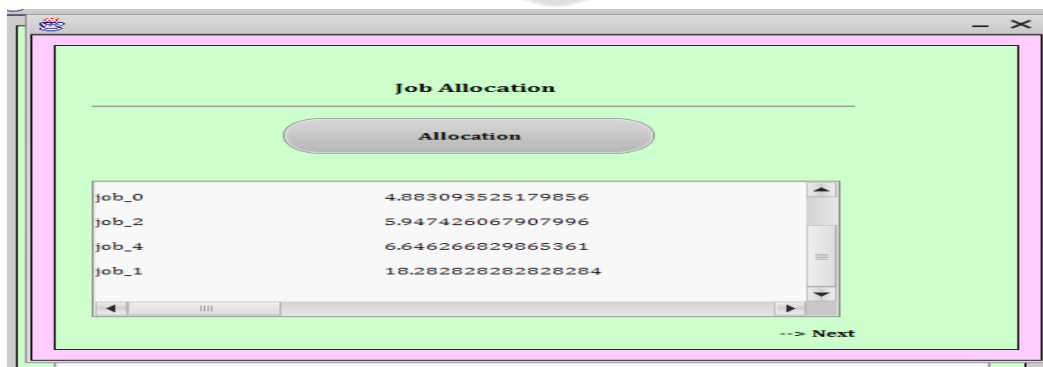 Job Allocation
Allocation
job_0 4.883093525179856
job_2 5.947426067907996
job_4 6.646266829865361
job_1 18.282828282828284
--> Next